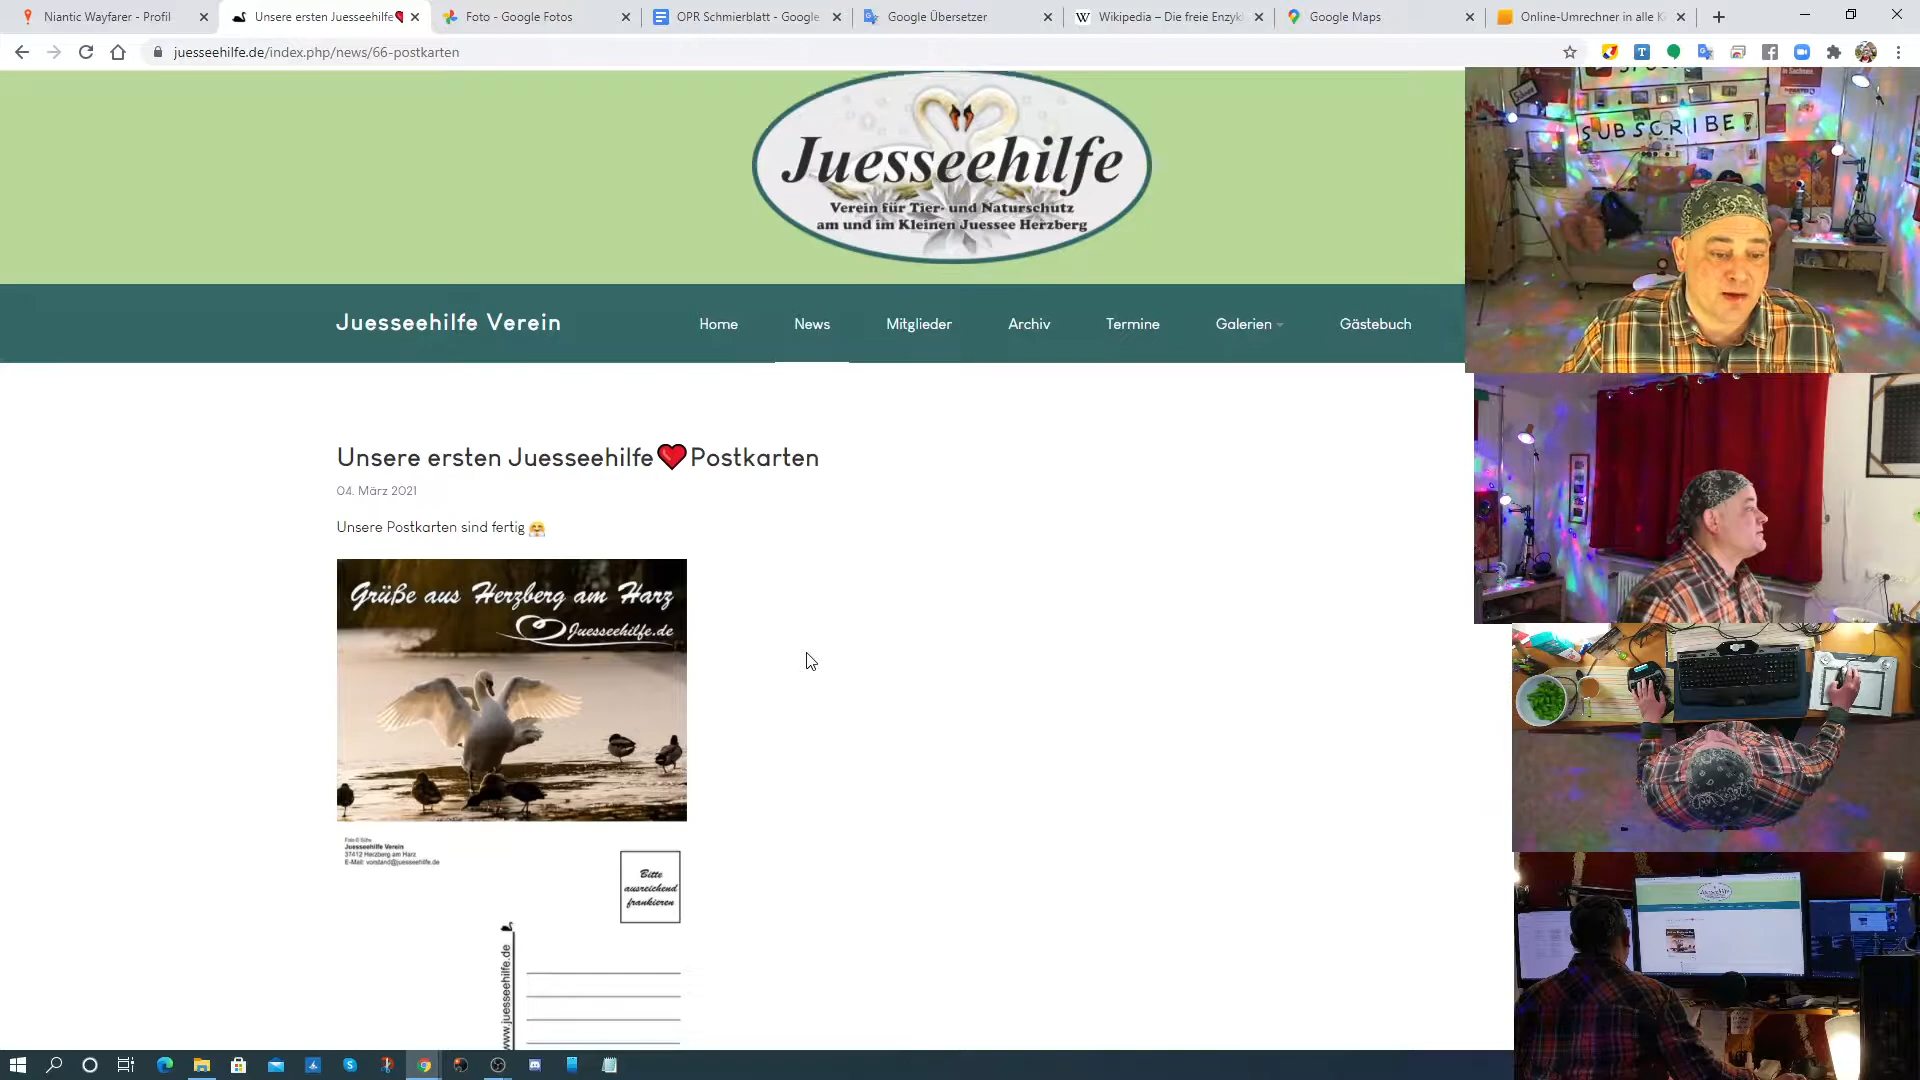 Niantic Wayfarer - Profil
Unsere ersten Juesseehilfe❤
Foto - Google Fotos
OPR Schmierblatt - Google
Google Übersetzer
Wikipedia – Die freie Enzyk
Google Maps
Online-Umrechner in alle K
juesseehilfe.de/index.php/news/66-postkarten
Juesseehilfe
Verein für Tier- und Naturschutz
am und im Kleinen Juessee Herzberg
Juesseehilfe Verein
Home
News
Mitglieder
Archiv
Termine
Galerien
Gästebuch
SUBSCRIBE!
Unsere ersten Juesseehilfe❤Postkarten
04. März 2021
Unsere Postkarten sind fertig 🤗
Grüße aus Herzberg am Harz
Juesseehilfe.de
Juesseehilfe Verein
37412 Herzberg am Harz
E-Mail: vorstand@juesseehilfe.de
Bitte
ausreichend
frankieren
www.juesseehilfe.de